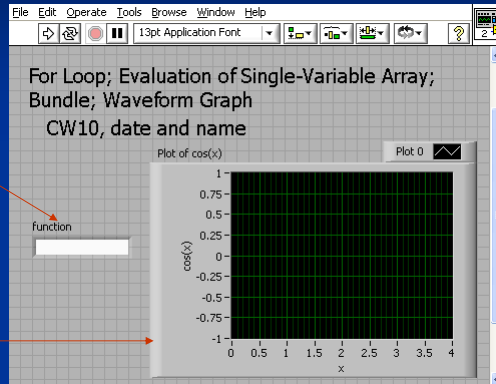 File Edit Operate Tools Browse Window Help
13pt Application Font
?
2
For Loop; Evaluation of Single-Variable Array;
Bundle; Waveform Graph
CW10, date and name
Plot of cos(x)
Plot 0
function
cos(x)
1
0.75
0.5
0.25
0
-0.25
-0.5
-0.75
-1
0 0.5 1 1.5 2 2.5 3 3.5 4
x